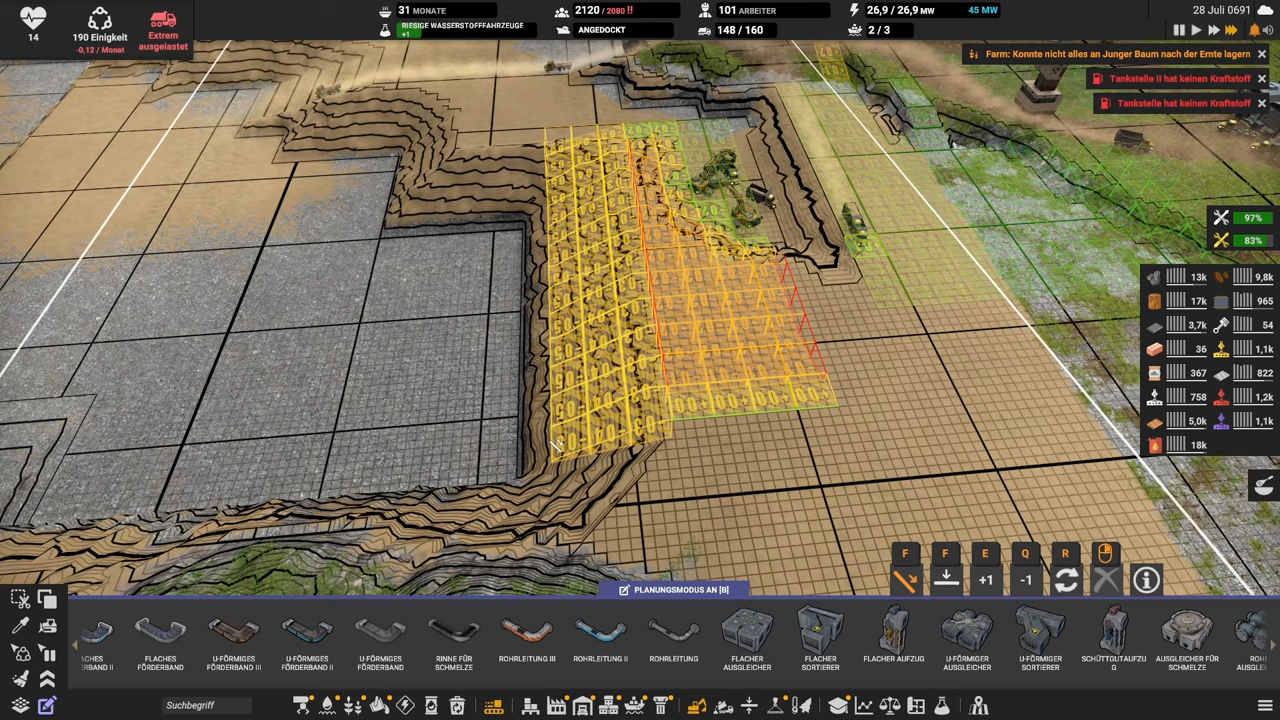 31 MONATE
2120 / 2080 !!
101 ARBEITER
26,9 / 26,9 MW
45 MW
28 Juli 0691
14
190 Einigkeit
-0,12 / Monat
Extrem ausgelastet
RIESIGE WASSERSTOFFFAHRZEUGE
+1
ANGEDOCKT
148 / 160
2 / 3
Farm: Konnte nicht alles an Junger Baum nach der Ernte lagern
Tankstelle II hat keinen Kraftstoff
Tankstelle hat keinen Kraftstoff
97%
83%
13k
9,8k
17k
965
3,7k
54
36
1,1k
367
822
758
1,2k
5,0k
1,1k
18k
F
F
E
Q
R
+1
-1
PLANUNGSMODUS AN [B]
ACHES ERBAND II
FLACHES FÖRDERBAND
U-FÖRMIGES FÖRDERBAND III
U-FÖRMIGES FÖRDERBAND II
U-FÖRMIGES FÖRDERBAND
RINNE FÜR SCHMELZE
ROHRLEITUNG III
ROHRLEITUNG II
ROHRLEITUNG
FLACHER AUSGLEICHER
FLACHER SORTIERER
FLACHER AUFZUG
U-FÖRMIGER AUSGLEICHER
U-FÖRMIGER SORTIERER
SCHÜTTGUTAUFZUG
AUSGLEICHER FÜR SCHMELZE
ROH AUSGLEI
Suchbegriff